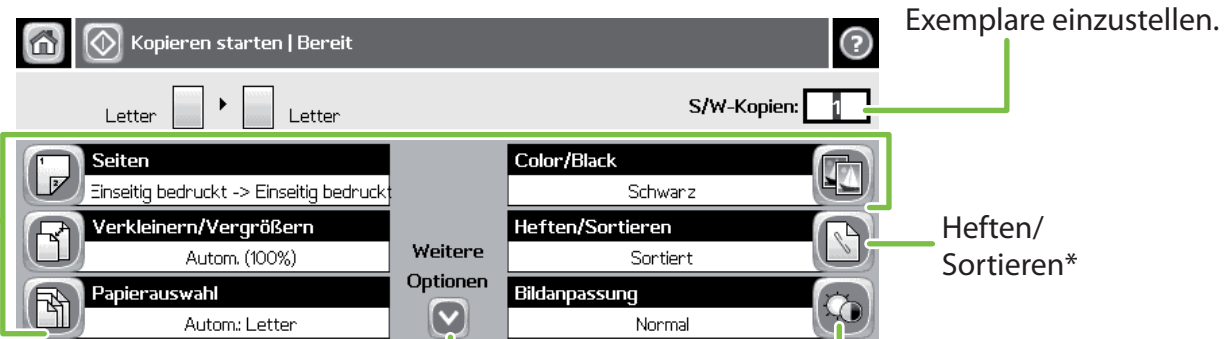 Exemplare einzustellen.
Kopieren starten | Bereit
?
Letter
Letter
S/W-Kopien: 1
Seiten
Einseitig bedruckt -> Einseitig bedruckt
Color/Black
Schwarz
Verkleinern/Vergrößern
Autom. (100%)
Weitere
Optionen
Heften/Sortieren
Sortiert
Heften/
Sortieren*
Papierauswahl
Autom.: Letter
Bildanpassung
Normal